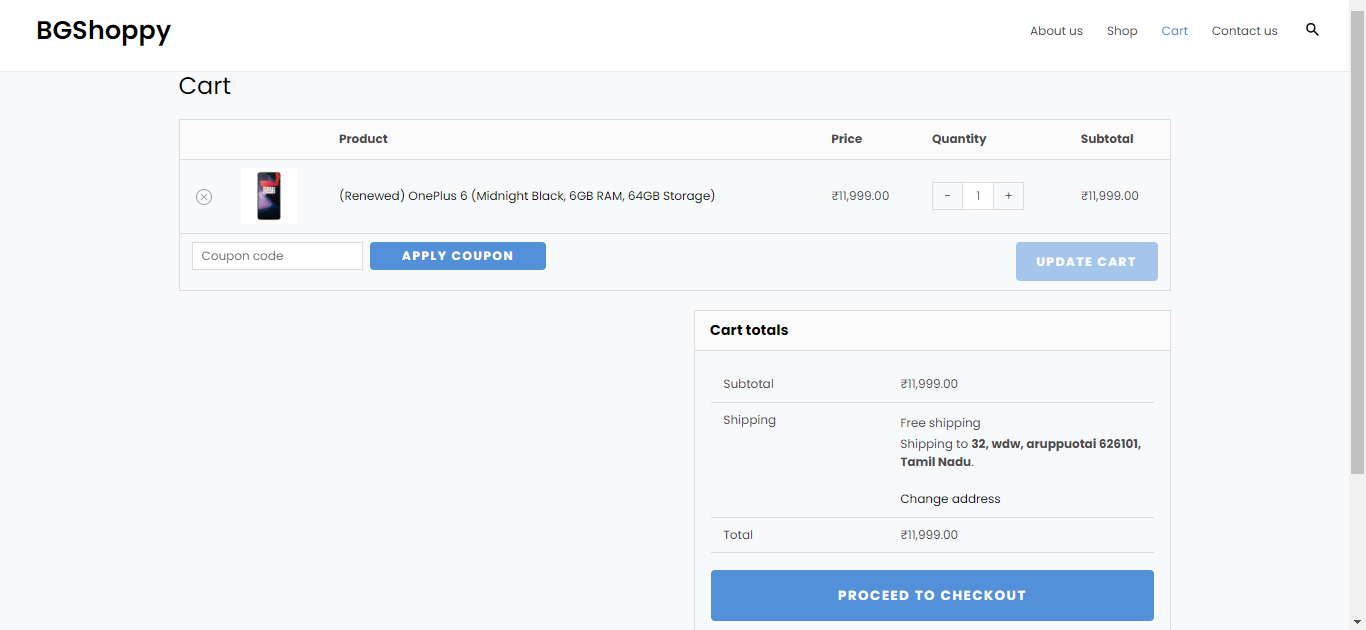 BGShoppy
About us Shop Cart Contact us
Cart
Product Price Quantity Subtotal
(Renewed) OnePlus 6 (Midnight Black, 6GB RAM, 64GB Storage) ₹11,999.00 - 1 + ₹11,999.00
Coupon code APPLY COUPON UPDATE CART
Cart totals
Subtotal ₹11,999.00
Shipping Free shipping
Shipping to 32, wdw, aruppuotai 626101,
Tamil Nadu.
Change address
Total ₹11,999.00
PROCEED TO CHECKOUT